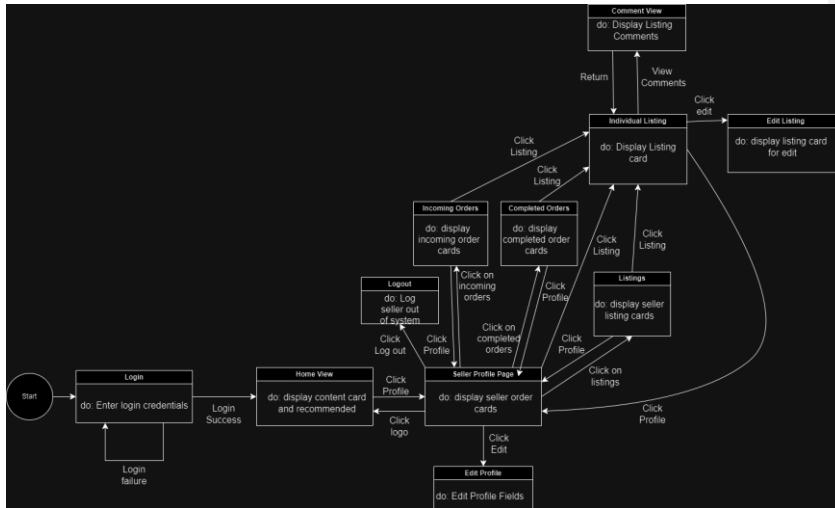 Comment View
do: Display Listing
Comments
Return
View
Comments
Click
edit
Individual Listing
do: Display Listing
card
Edit Listing
do: display listing card
for edit
Click
Listing
Click
Listing
Incoming Orders
do: display
incoming order
cards
Completed Orders
do: display
completed order
cards
Click
Listing
Click
Listing
Logout
do: Log
seller out
of system
Click on
incoming
orders
Click
Profile
Listings
do: display seller
listing cards
Click
Log out
Click
Profile
Click on
completed
orders
Click
Profile
Click on
listings
Start
Login
do: Enter login credentials
Login
Success
Login
failure
Home View
do: display content card
and recommended
Click
Profile
Click
logo
Seller Profile Page
do: display seller order
cards
Click
Profile
Click
Edit
Edit Profile
do: Edit Profile Fields